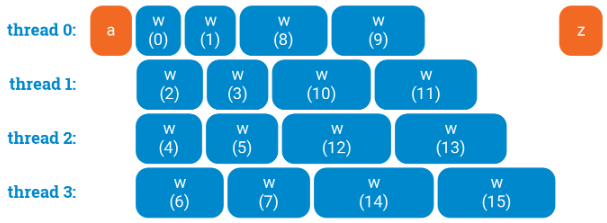 thread 0: a w (0) w (1) w (8) w (9) z
thread 1: w (2) w (3) w (10) w (11)
thread 2: w (4) w (5) w (12) w (13)
thread 3: w (6) w (7) w (14) w (15)